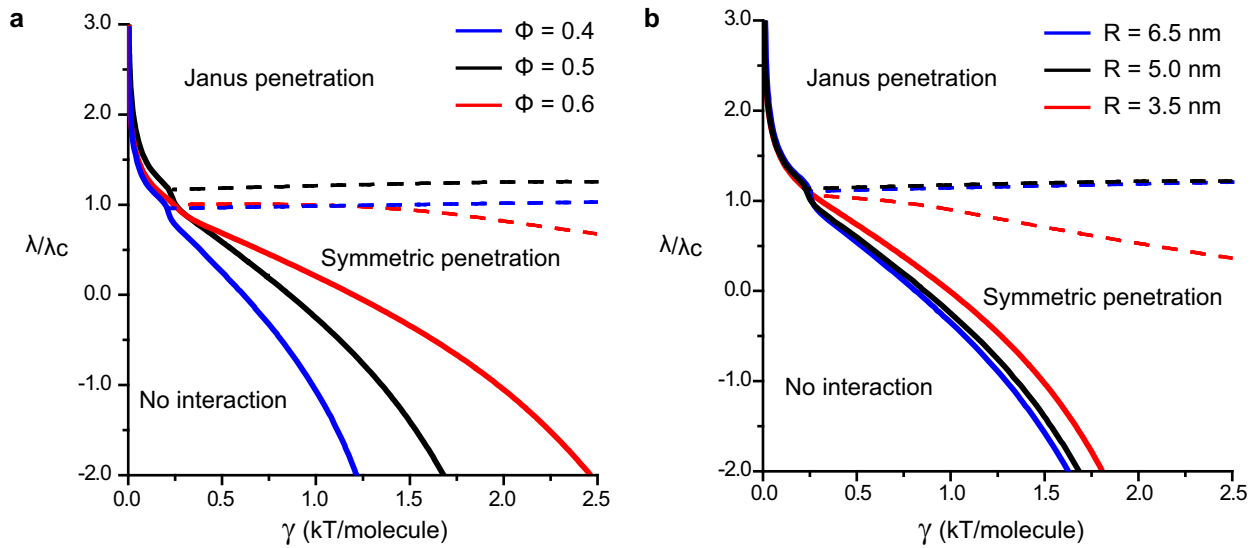 a
3.0
2.0
1.0
0.0
-1.0
-2.0
λ/λc
Φ = 0.4
Φ = 0.5
Φ = 0.6
Janus penetration
Symmetric penetration
No interaction
0.0 0.5 1.0 1.5 2.0 2.5
γ (kT/molecule)
b
3.0
2.0
1.0
0.0
-1.0
-2.0
λ/λc
R = 6.5 nm
R = 5.0 nm
R = 3.5 nm
Janus penetration
Symmetric penetration
No interaction
0.0 0.5 1.0 1.5 2.0 2.5
γ (kT/molecule)